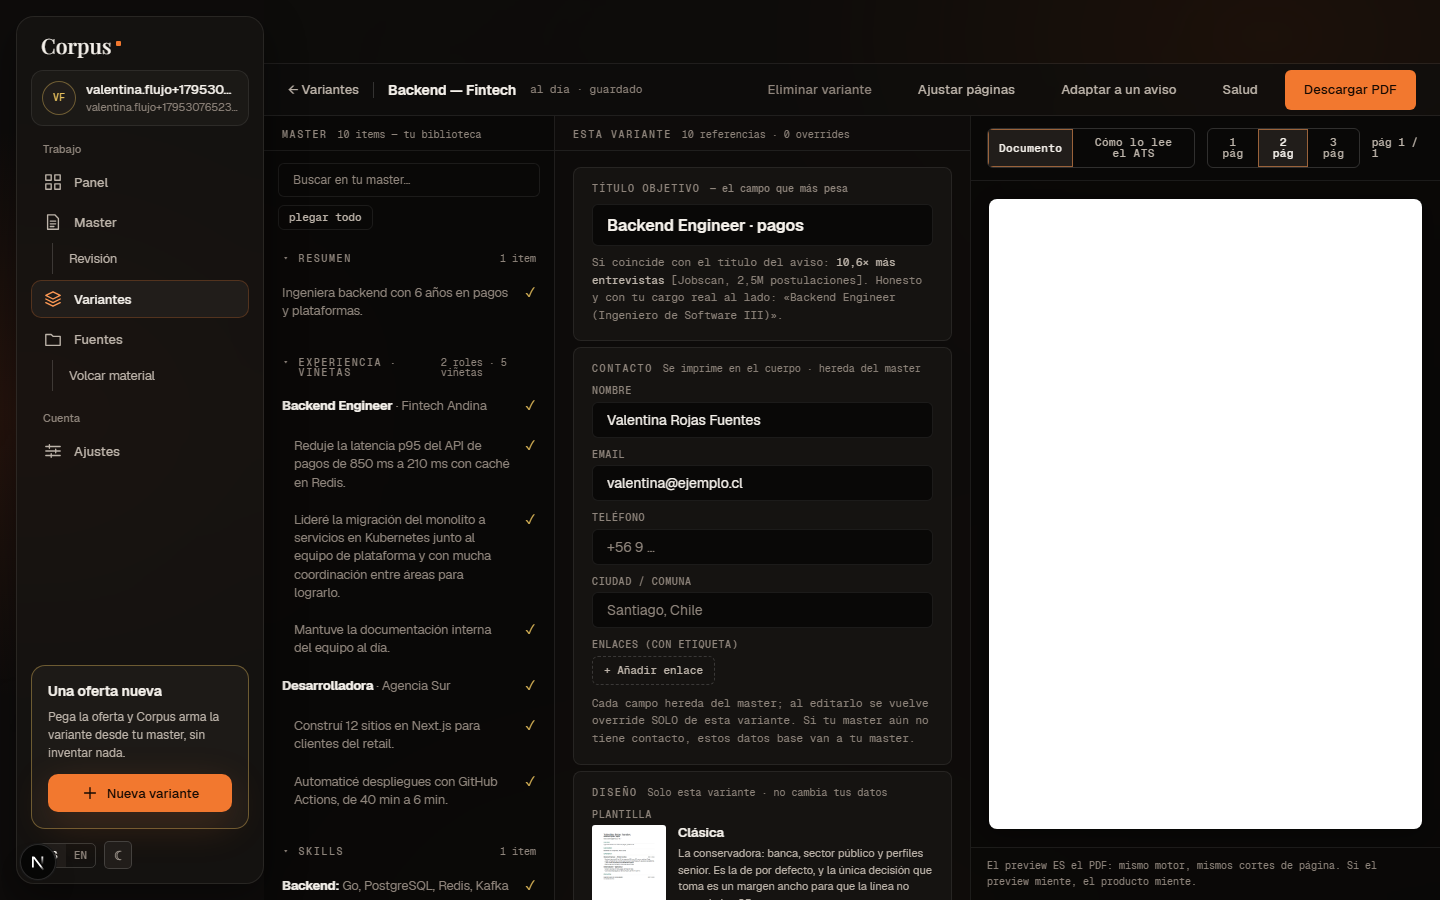 Corpus
VF
valentina.flujo+179530...
valentina.flujo+17953076523...
Trabajo
Panel
Master
Revisión
Variantes
Fuentes
Volcar material
Cuenta
Ajustes
Una oferta nueva
Pega la oferta y Corpus arma la
variante desde tu master, sin
inventar nada.
+ Nueva variante
N
EN
← Variantes
Backend — Fintech
al día · guardado
Eliminar variante
Ajustar páginas
Adaptar a un aviso
Salud
Descargar PDF
MASTER 10 items — tu biblioteca
Buscar en tu master…
plegar todo
RESUMEN
1 item
Ingeniera backend con 6 años en pagos
y plataformas.
✓
EXPERIENCIA ·
VIÑETAS
2 roles · 5
viñetas
Backend Engineer · Fintech Andina
✓
Reduje la latencia p95 del API de
pagos de 850 ms a 210 ms con caché
en Redis.
✓
Lideré la migración del monolito a
servicios en Kubernetes junto al
equipo de plataforma y con mucha
coordinación entre áreas para
lograrlo.
✓
Mantuve la documentación interna
del equipo al día.
✓
Desarrolladora · Agencia Sur
✓
Construí 12 sitios en Next.js para
clientes del retail.
✓
Automaticé despliegues con GitHub
Actions, de 40 min a 6 min.
✓
SKILLS
1 item
Backend: Go, PostgreSQL, Redis, Kafka
✓
ESTA VARIANTE 10 referencias · 0 overrides
TÍTULO OBJETIVO — el campo que más pesa
Backend Engineer · pagos
Si coincide con el título del aviso: 10,6× más
entrevistas [Jobscan, 2,5M postulaciones]. Honesto
y con tu cargo real al lado: «Backend Engineer
(Ingeniero de Software III)».
CONTACTO Se imprime en el cuerpo · hereda del master
NOMBRE
Valentina Rojas Fuentes
EMAIL
valentina@ejemplo.cl
TELÉFONO
+56 9 …
CIUDAD / COMUNA
Santiago, Chile
ENLACES (CON ETIQUETA)
+ Añadir enlace
Cada campo hereda del master; al editarlo se vuelve
override SOLO de esta variante. Si tu master aún no
tiene contacto, estos datos base van a tu master.
DISEÑO Solo esta variante · no cambia tus datos
PLANTILLA
Clásica
La conservadora: banca, sector público y perfiles
senior. Es la de por defecto, y la única decisión que
toma es un margen ancho para que la línea no
Documento
Cómo lo lee
el ATS
1
pág
2
pág
3
pág
pág 1 /
1
El preview ES el PDF: mismo motor, mismos cortes de página. Si el
preview miente, el producto miente.